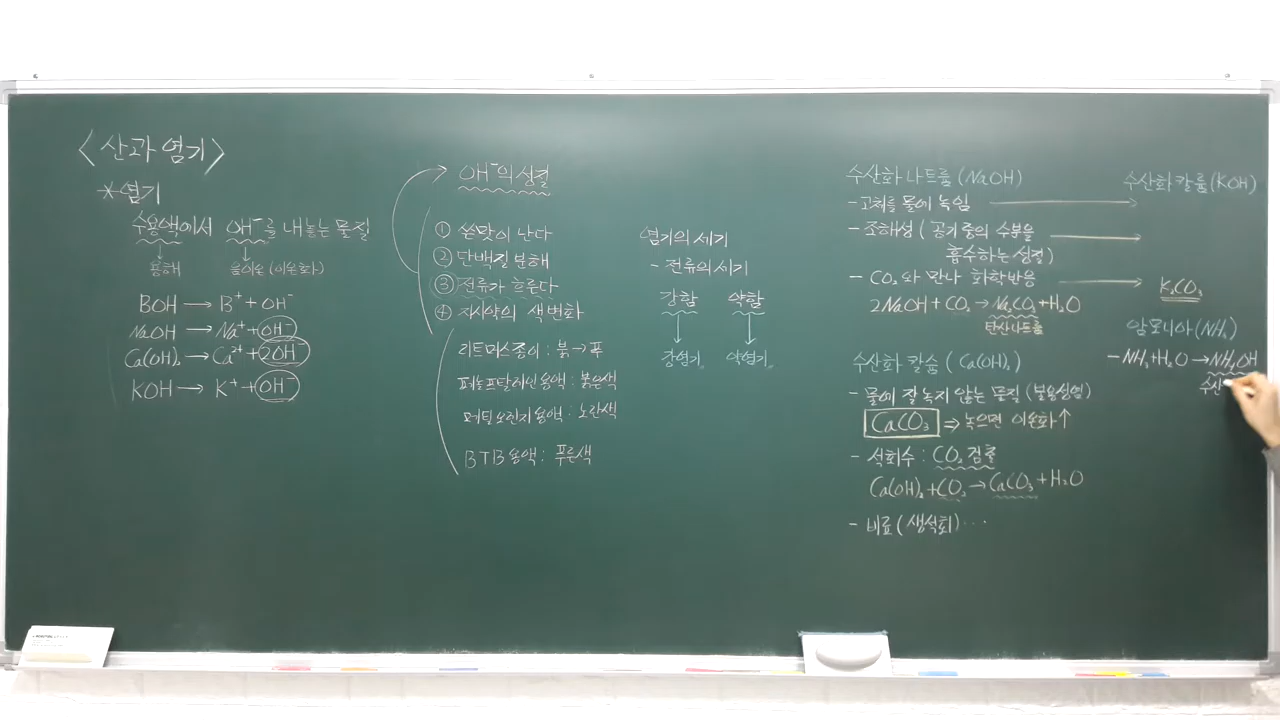 <산과 염기>
*염기
수용액에서 OH⁻를 내놓는 물질
용해
음이온 (이온화)
BOH → B⁺ + OH⁻
NaOH → Na⁺ + OH⁻
Ca(OH)₂ → Ca²⁺ + 2OH⁻
KOH → K⁺ + OH⁻
OH⁻의 성질
① 쓴맛이 난다
② 단백질 분해
③ 전류가 흐른다
④ 지시약의 색 변화
리트머스종이 : 붉→푸
페놀프탈레인 용액 : 붉은색
메틸오렌지 용액 : 노란색
BTB 용액 : 푸른색
염기의 세기
- 전류의 세기
강함 약함
↓ ↓
강염기 약염기
수산화 나트륨 (NaOH)
- 고체를 물에 녹임 →
- 조해성 ( 공기 중의 수분을 →
흡수하는 성질)
- CO₂와 만나 화학반응 →
2NaOH + CO₂ → Na₂CO₃ + H₂O
탄산나트륨
수산화 칼슘 ( Ca(OH)₂ )
- 물에 잘 녹지 않는 물질 (불용성염)
CaCO₃ ⇒ 녹으면 이온화↑
- 석회수 : CO₂ 검출
Ca(OH)₂ + CO₂ → CaCO₃ + H₂O
- 비료 ( 생석회) ...
수산화 칼륨 (KOH)
K₂CO₃
암모니아 (NH₃)
- NH₃ + H₂O → NH₄OH
수산